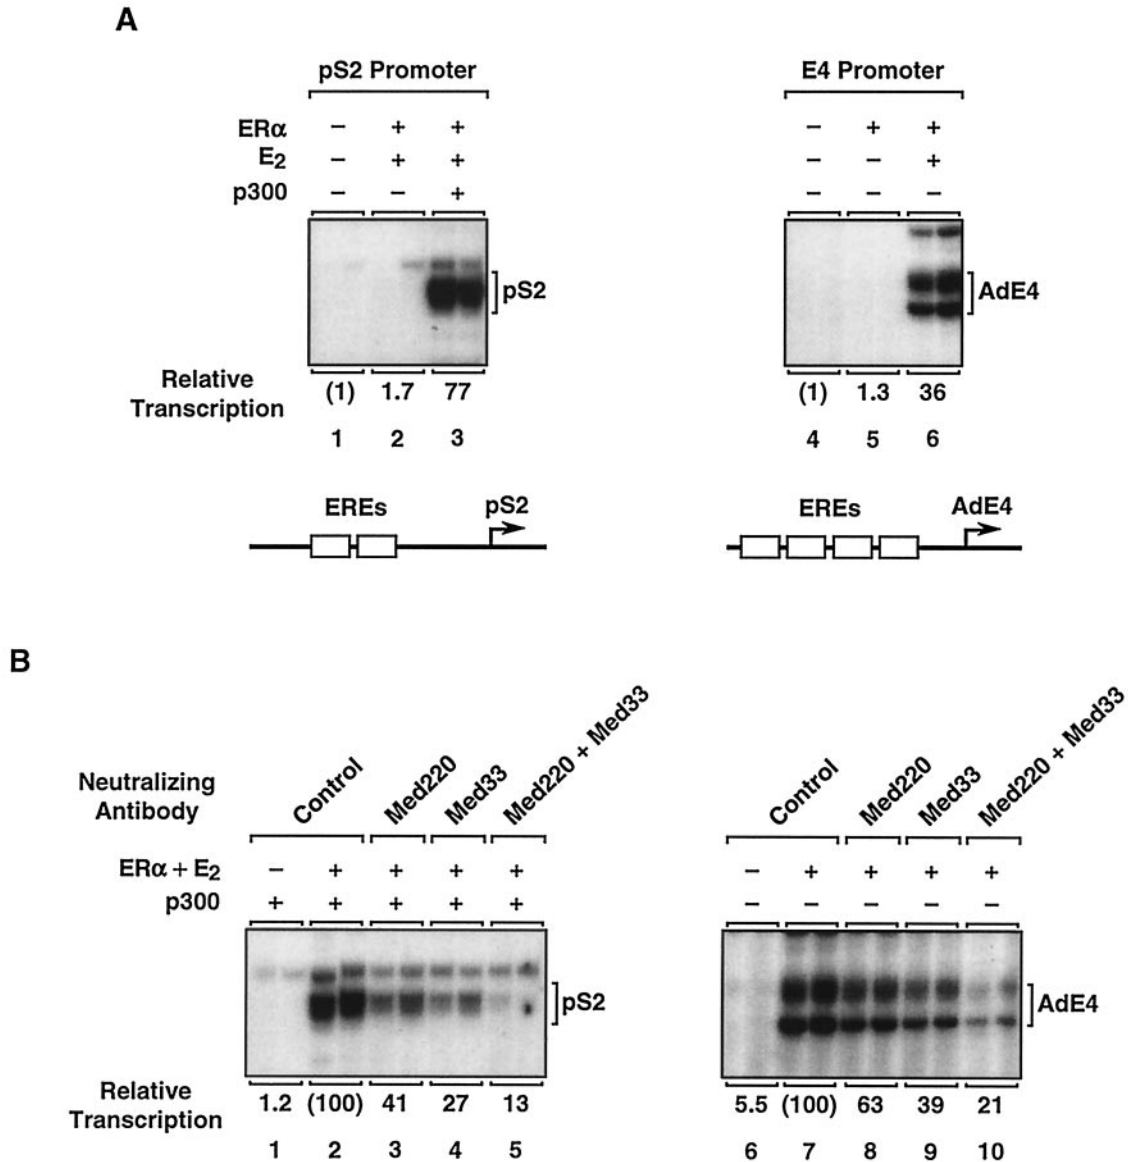 A
pS2 Promoter
E4 Promoter
ERα − + + − + +
E2 − + + − − +
p300 − − + − − −
pS2
AdE4
Relative Transcription (1) 1.7 77 (1) 1.3 36
1 2 3 4 5 6
EREs pS2
EREs AdE4
B
Neutralizing Antibody
Control Med220 Med33 Med220 + Med33
Control Med220 Med33 Med220 + Med33
ERα + E2 − + + + + − + + + +
p300 + + + + + − − − − −
pS2
AdE4
Relative Transcription 1.2 (100) 41 27 13 5.5 (100) 63 39 21
1 2 3 4 5 6 7 8 9 10